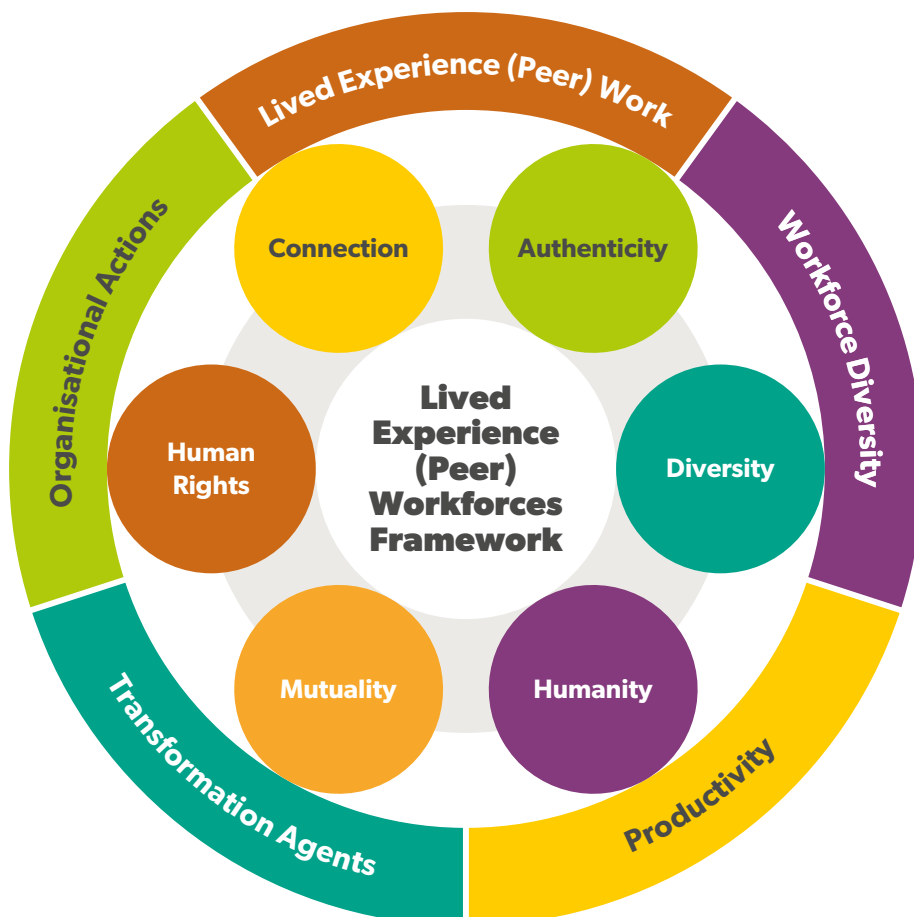 Lived Experience (Peer) Work
Workforce Diversity
Productivity
Transformation Agents
Organisational Actions
Connection
Authenticity
Human
Rights
Diversity
Mutuality
Humanity
Lived
Experience
(Peer)
Workforces
Framework